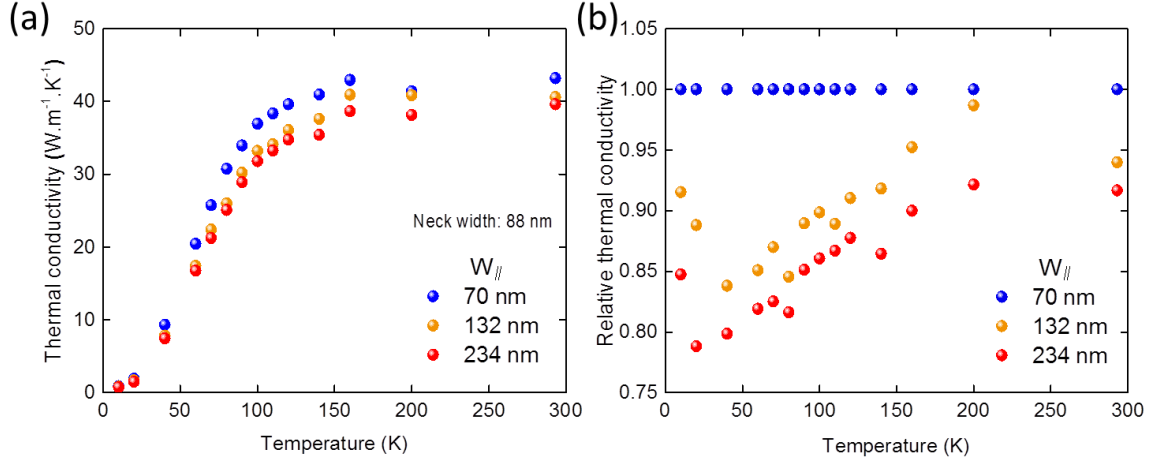 (a)
50
40
30
20
10
0
Thermal conductivity (W.m⁻¹.K⁻¹)
Neck width: 88 nm
W//
70 nm
132 nm
234 nm
0 50 100 150 200 250 300
Temperature (K)
(b)
1.05
1.00
0.95
0.90
0.85
0.80
0.75
Relative thermal conductivity
W//
70 nm
132 nm
234 nm
0 50 100 150 200 250 300
Temperature (K)